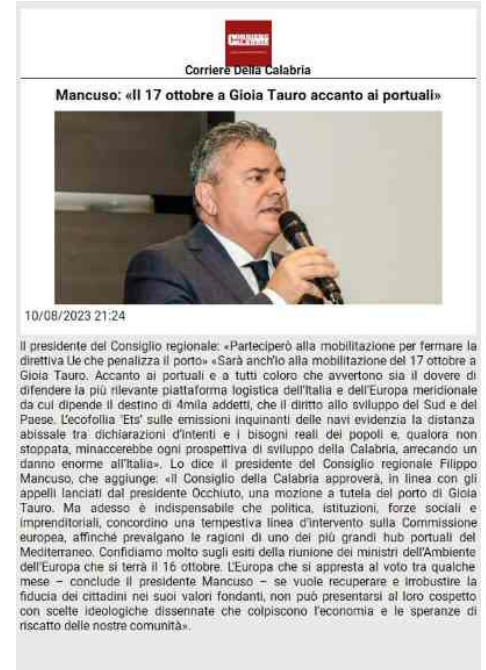 CORRIERE
Corriere Della Calabria
Mancuso: «Il 17 ottobre a Gioia Tauro accanto ai portuali»
10/08/2023 21:24
Il presidente del Consiglio regionale: «Parteciperò alla mobilitazione per fermare la
direttiva Ue che penalizza il porto» «Sarà anch'io alla mobilitazione del 17 ottobre a
Gioia Tauro. Accanto ai portuali e a tutti coloro che avvertono sia il dovere di
difendere la più rilevante piattaforma logistica dell'Italia e dell'Europa meridionale
da cui dipende il destino di 4mila addetti, che il diritto allo sviluppo del Sud e del
Paese. L'ecofollia 'Ets' sulle emissioni inquinanti delle navi evidenzia la distanza
abissale tra dichiarazioni d'intenti e i bisogni reali dei popoli e, qualora non
stoppata, minaccerebbe ogni prospettiva di sviluppo della Calabria, arrecando un
danno enorme all'Italia». Lo dice il presidente del Consiglio regionale Filippo
Mancuso, che aggiunge: «Il Consiglio della Calabria approverà, in linea con gli
appelli lanciati dal presidente Occhiuto, una mozione a tutela del porto di Gioia
Tauro. Ma adesso è indispensabile che politica, istituzioni, forze sociali e
imprenditoriali, concordino una tempestiva linea d'intervento sulla Commissione
europea, affinché prevalgano le ragioni di uno dei più grandi hub portuali del
Mediterraneo. Confidiamo molto sugli esiti della riunione dei ministri dell'Ambiente
dell'Europa che si terrà il 16 ottobre. L'Europa che si appresta al voto tra qualche
mese – conclude il presidente Mancuso – se vuole recuperare e irrobustire la
fiducia dei cittadini nei suoi valori fondanti, non può presentarsi al loro cospetto
con scelte ideologiche dissennate che colpiscono l'economia e le speranze di
riscatto delle nostre comunità».